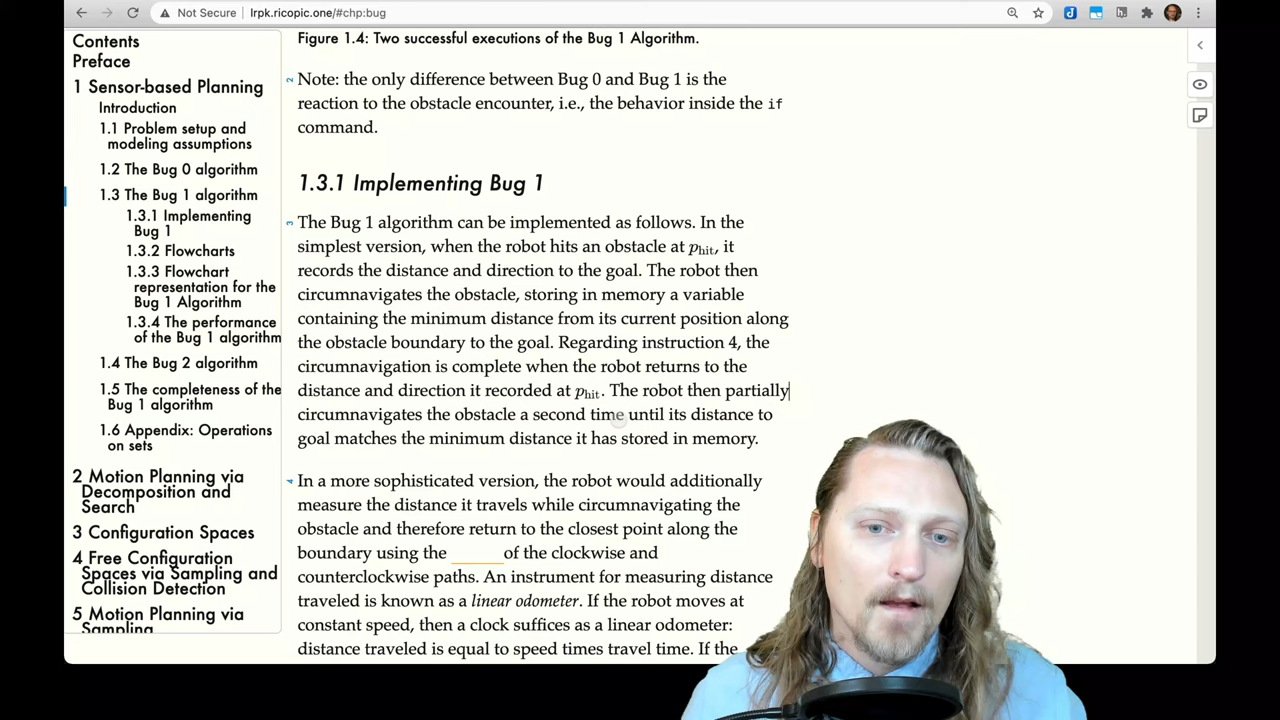 Not Secure | lrpk.ricopic.one/#chp:bug
Contents
Preface
1 Sensor-based Planning
Introduction
1.1 Problem setup and
modeling assumptions
1.2 The Bug 0 algorithm
1.3 The Bug 1 algorithm
1.3.1 Implementing
Bug 1
1.3.2 Flowcharts
1.3.3 Flowchart
representation for the
Bug 1 Algorithm
1.3.4 The performance
of the Bug 1 algorithm
1.4 The Bug 2 algorithm
1.5 The completeness of the
Bug 1 algorithm
1.6 Appendix: Operations
on sets
2 Motion Planning via
Decomposition and
Search
3 Configuration Spaces
4 Free Configuration
Spaces via Sampling and
Collision Detection
5 Motion Planning via
Sampling
Figure 1.4: Two successful executions of the Bug 1 Algorithm.
2 Note: the only difference between Bug 0 and Bug 1 is the
reaction to the obstacle encounter, i.e., the behavior inside the if
command.
1.3.1 Implementing Bug 1
3 The Bug 1 algorithm can be implemented as follows. In the
simplest version, when the robot hits an obstacle at p_hit, it
records the distance and direction to the goal. The robot then
circumnavigates the obstacle, storing in memory a variable
containing the minimum distance from its current position along
the obstacle boundary to the goal. Regarding instruction 4, the
circumnavigation is complete when the robot returns to the
distance and direction it recorded at p_hit. The robot then partially
circumnavigates the obstacle a second time until its distance to
goal matches the minimum distance it has stored in memory.
4 In a more sophisticated version, the robot would additionally
measure the distance it travels while circumnavigating the
obstacle and therefore return to the closest point along the
boundary using the of the clockwise and
counterclockwise paths. An instrument for measuring distance
traveled is known as a linear odometer. If the robot moves at
constant speed, then a clock suffices as a linear odometer:
distance traveled is equal to speed times travel time. If the